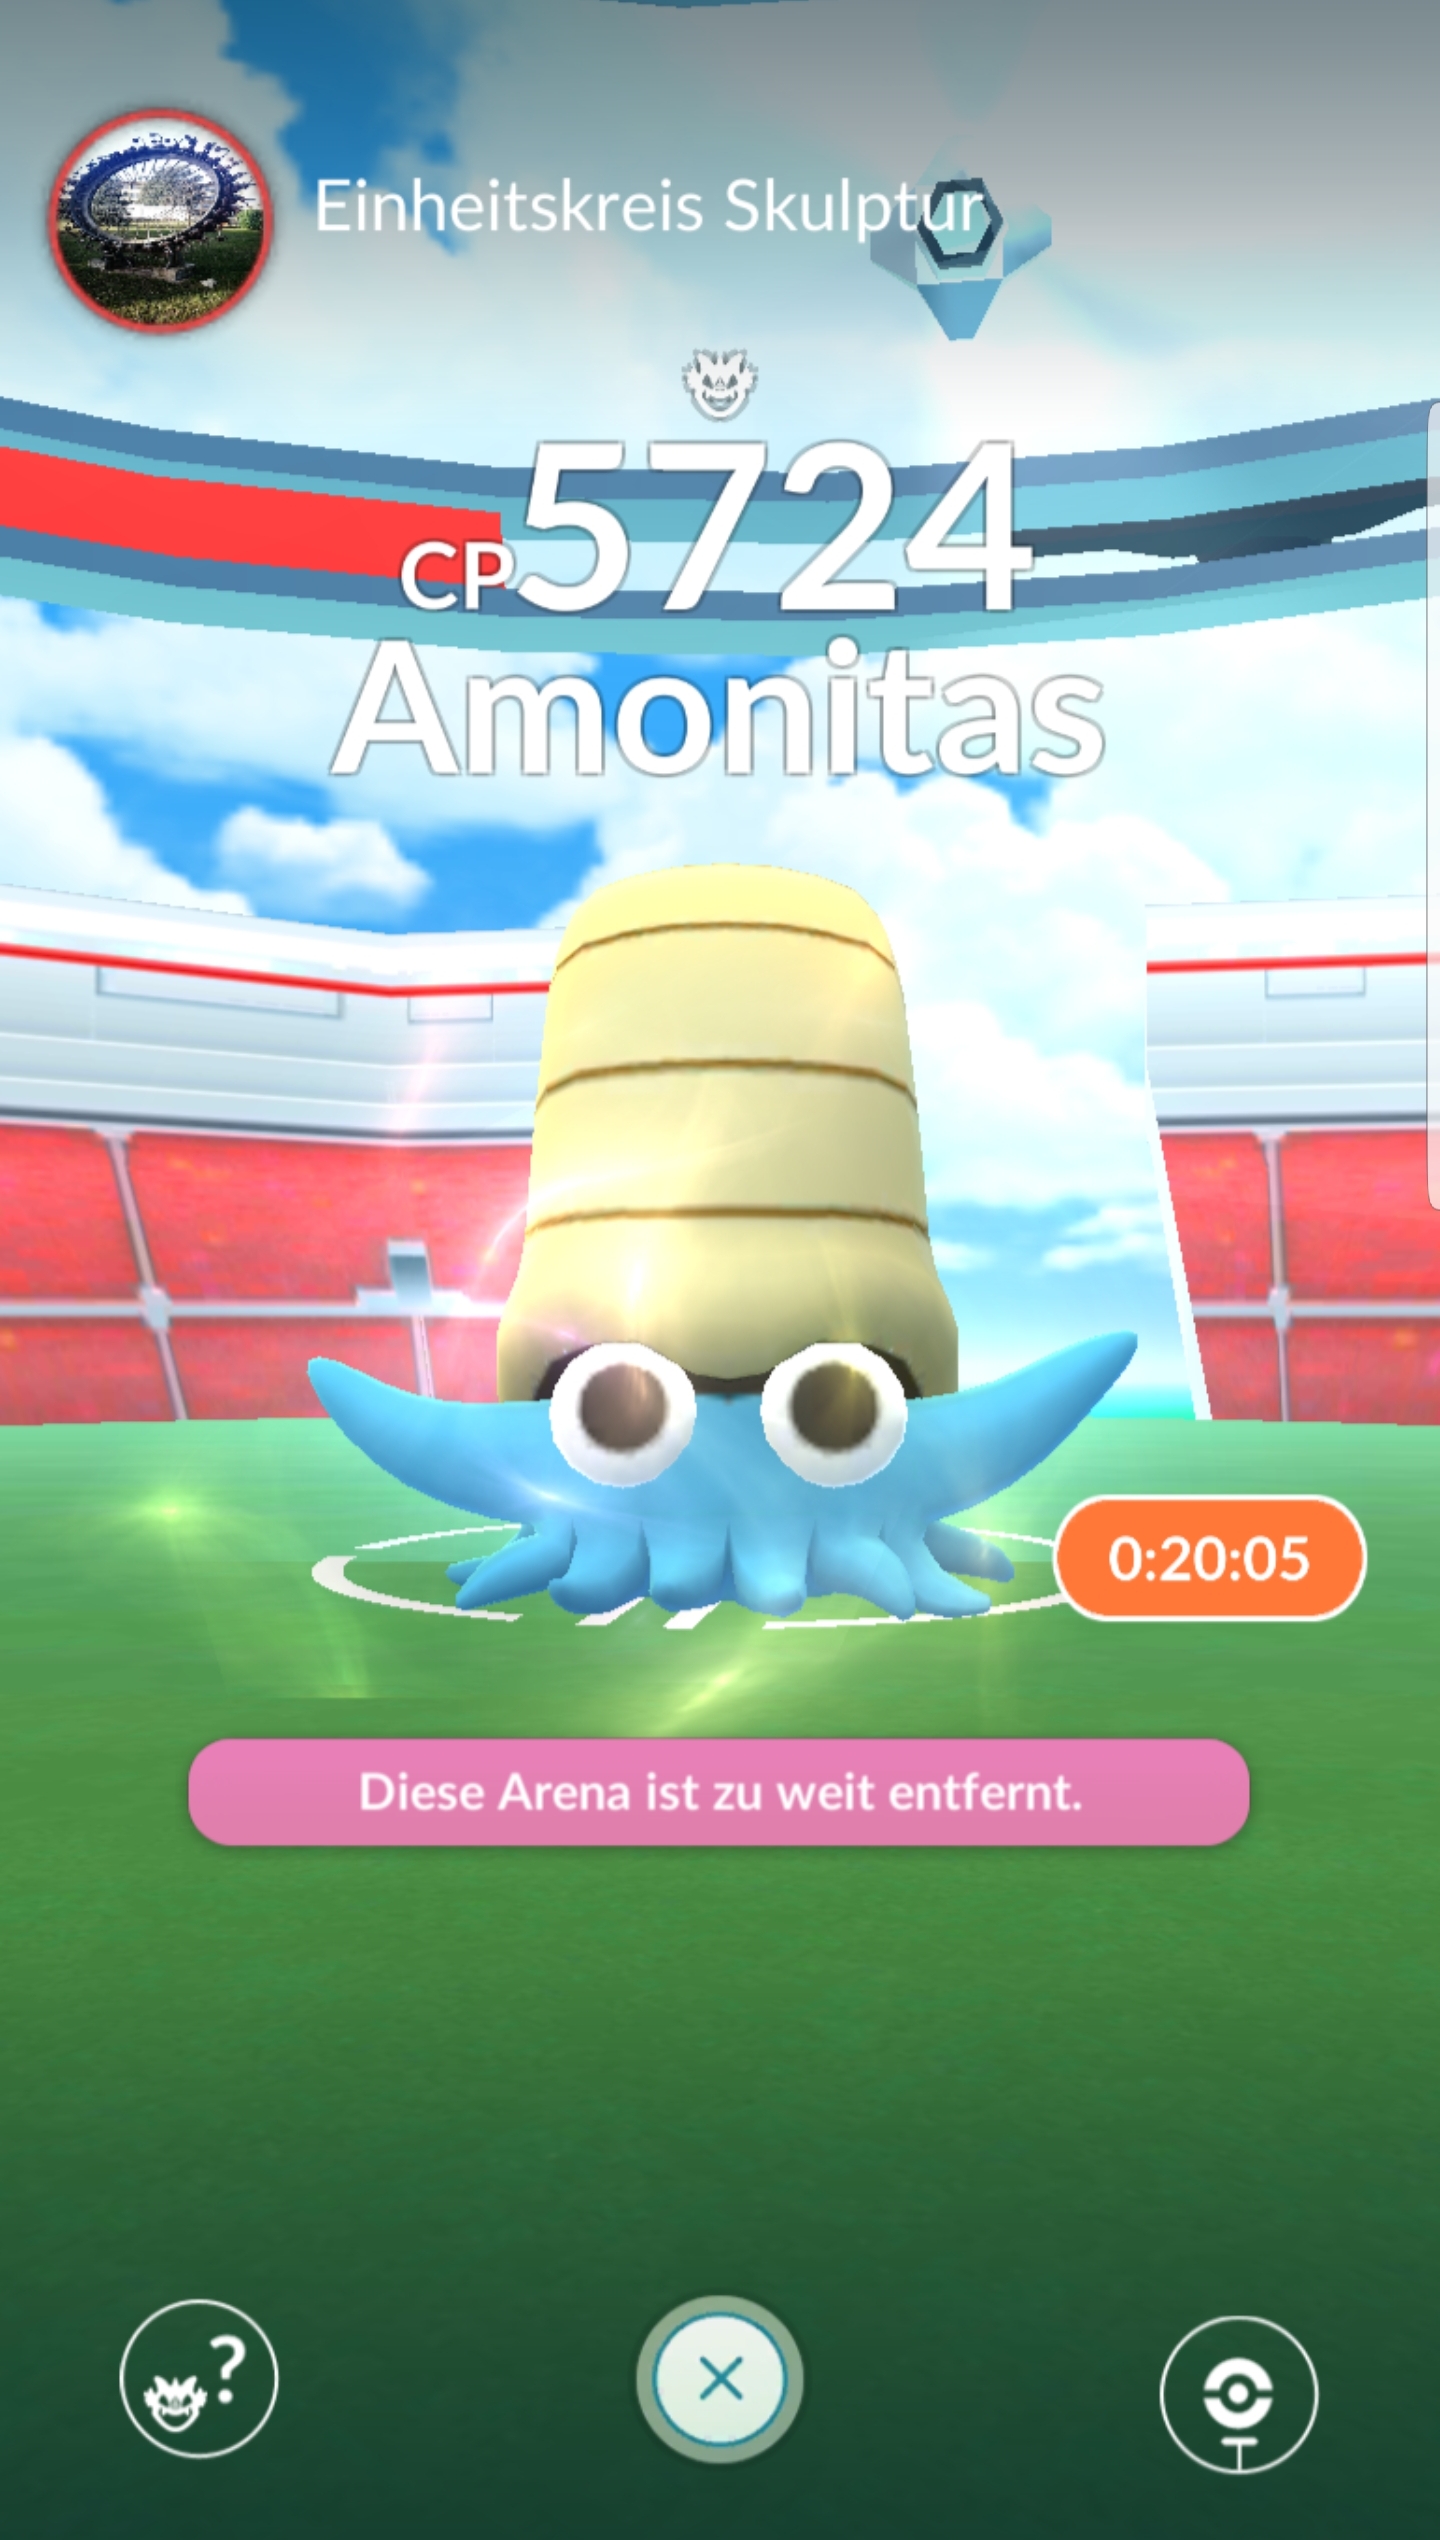 Einheitskreis Skulptur
CP5724
Amonitas
0:20:05
Diese Arena ist zu weit entfernt.
?